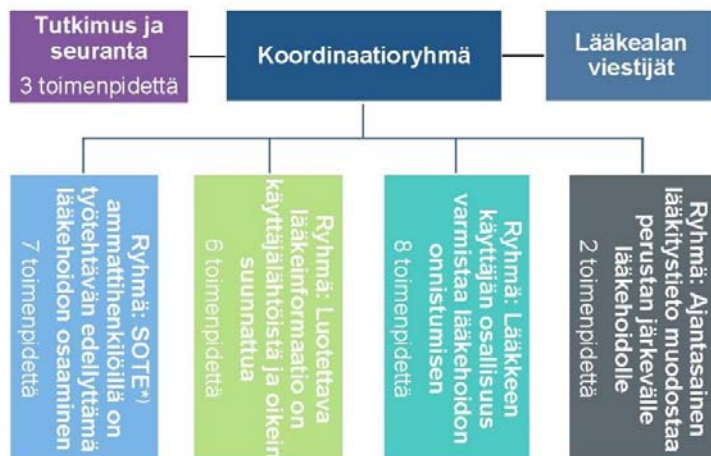 Tutkimus ja
seuranta
3 toimenpidettä
Koordinaatioryhmä
Lääkealan
viestijät
Ryhmä: SOTE*) on
ammattihenkilöillä on
työtehtävän edellyttämä
lääkehoidon osaaminen
7 toimenpidettä
Ryhmä: Luotettava
lääkeinformaatio on
käyttäjälähtöistä ja oikein
suunnattua
6 toimenpidettä
Ryhmä: Lääkkeen
käyttäjän osallisuus
varmistaa lääkehoidon
onnistumisen
8 toimenpidettä
Ryhmä: Ajantasainen
lääkitystieto muodostaa
perustan järkevälle
lääkehoidolle
2 toimenpidettä